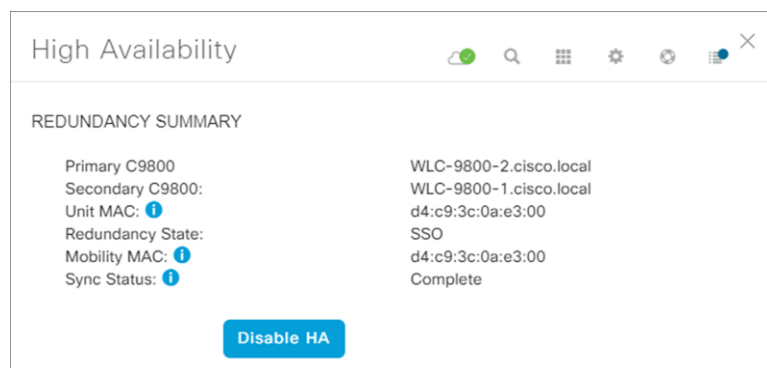 High Availability
REDUNDANCY SUMMARY
Primary C9800 WLC-9800-2.cisco.local
Secondary C9800: WLC-9800-1.cisco.local
Unit MAC: d4:c9:3c:0a:e3:00
Redundancy State: SSO
Mobility MAC: d4:c9:3c:0a:e3:00
Sync Status: Complete
Disable HA